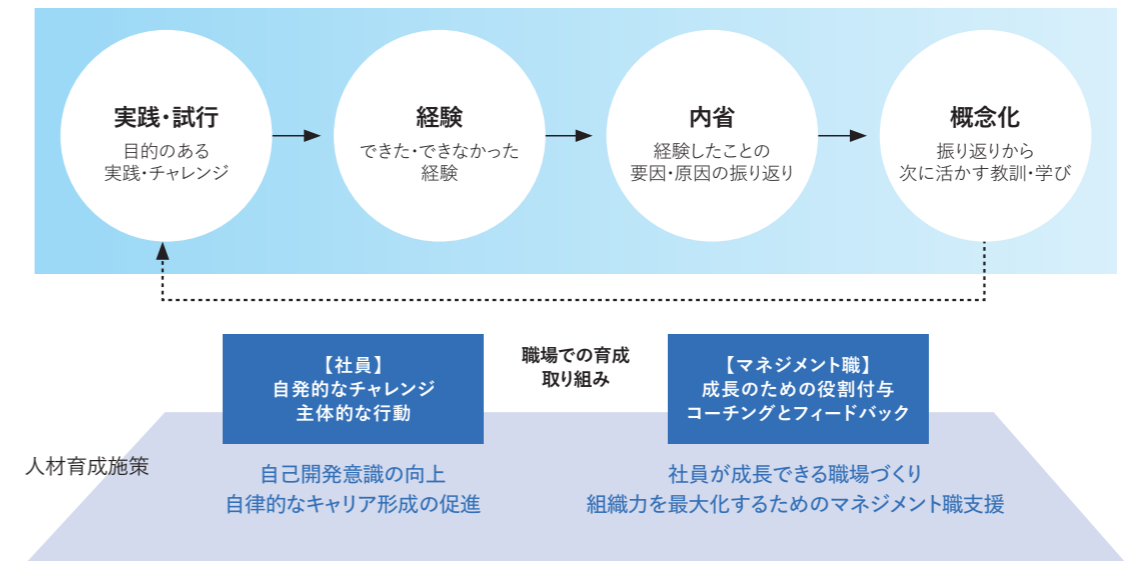 実践・試行
目的のある
実践・チャレンジ
経験
できた・できなかった
経験
内省
経験したことの
要因・原因の振り返り
概念化
振り返りから
次に活かす教訓・学び
【社員】
自発的なチャレンジ
主体的な行動
職場での育成
取り組み
【マネジメント職】
成長のための役割付与
コーチングとフィードバック
人材育成施策
自己開発意識の向上
自律的なキャリア形成の促進
社員が成長できる職場づくり
組織力を最大化するためのマネジメント職支援